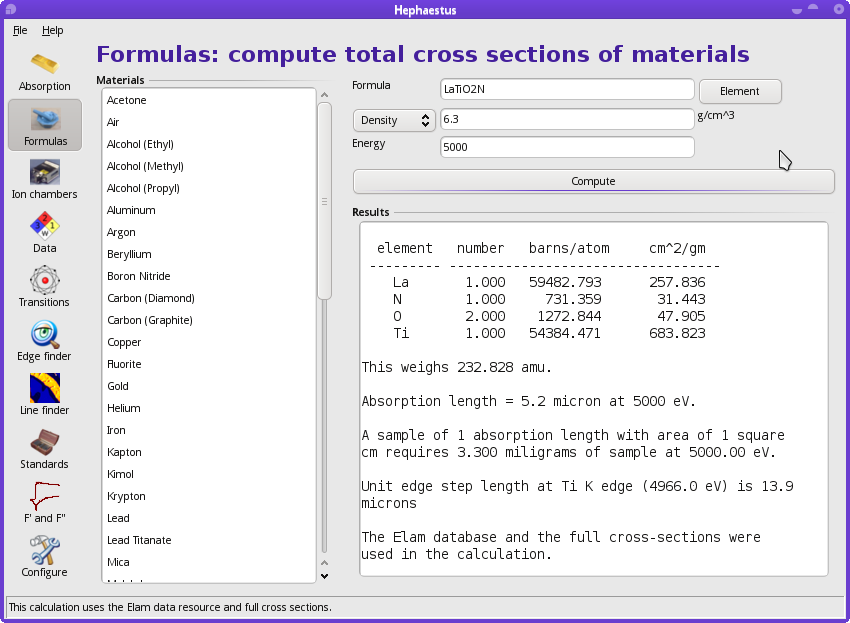 Hephaestus
File Help
Absorption
Formulas
Ion chambers
Data
Transitions
Edge finder
Line finder
Standards
F' and F"
Configure
Formulas: compute total cross sections of materials
Materials
Acetone
Air
Alcohol (Ethyl)
Alcohol (Methyl)
Alcohol (Propyl)
Aluminum
Argon
Beryllium
Boron Nitride
Carbon (Diamond)
Carbon (Graphite)
Copper
Fluorite
Gold
Helium
Iron
Kapton
Kimol
Krypton
Lead
Lead Titanate
Mica
Formula LaTiO2N Element
Density 6.3 g/cm^3
Energy 5000
Compute
Results
element number barns/atom cm^2/gm
--------- ----------------------------------
La 1.000 59482.793 257.836
N 1.000 731.359 31.443
O 2.000 1272.844 47.905
Ti 1.000 54384.471 683.823
This weighs 232.828 amu.
Absorption length = 5.2 micron at 5000 eV.
A sample of 1 absorption length with area of 1 square
cm requires 3.300 miligrams of sample at 5000.00 eV.
Unit edge step length at Ti K edge (4966.0 eV) is 13.9
microns
The Elam database and the full cross-sections were
used in the calculation.
This calculation uses the Elam data resource and full cross sections.